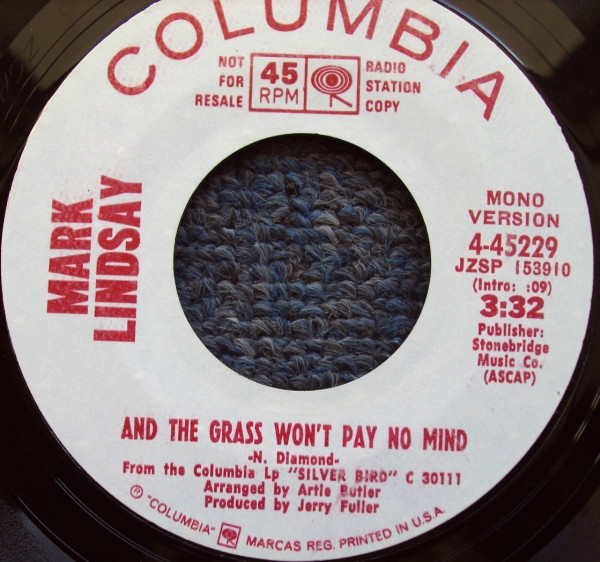 COLUMBIA
NOT
FOR
RESALE
45
RPM
RADIO
STATION
COPY
MARK
LINDSAY
MONO
VERSION
4-45229
JZSP 153910
(Intro: :09)
3:32
Publisher:
Stonebridge
Music Co.
(ASCAP)
AND THE GRASS WON'T PAY NO MIND
-N. Diamond-
From the Columbia Lp "SILVER BIRD" C 30111
Arranged by Artie Butler
Produced by Jerry Fuller
Ⓟ "COLUMBIA" MARCAS REG. PRINTED IN U.S.A.